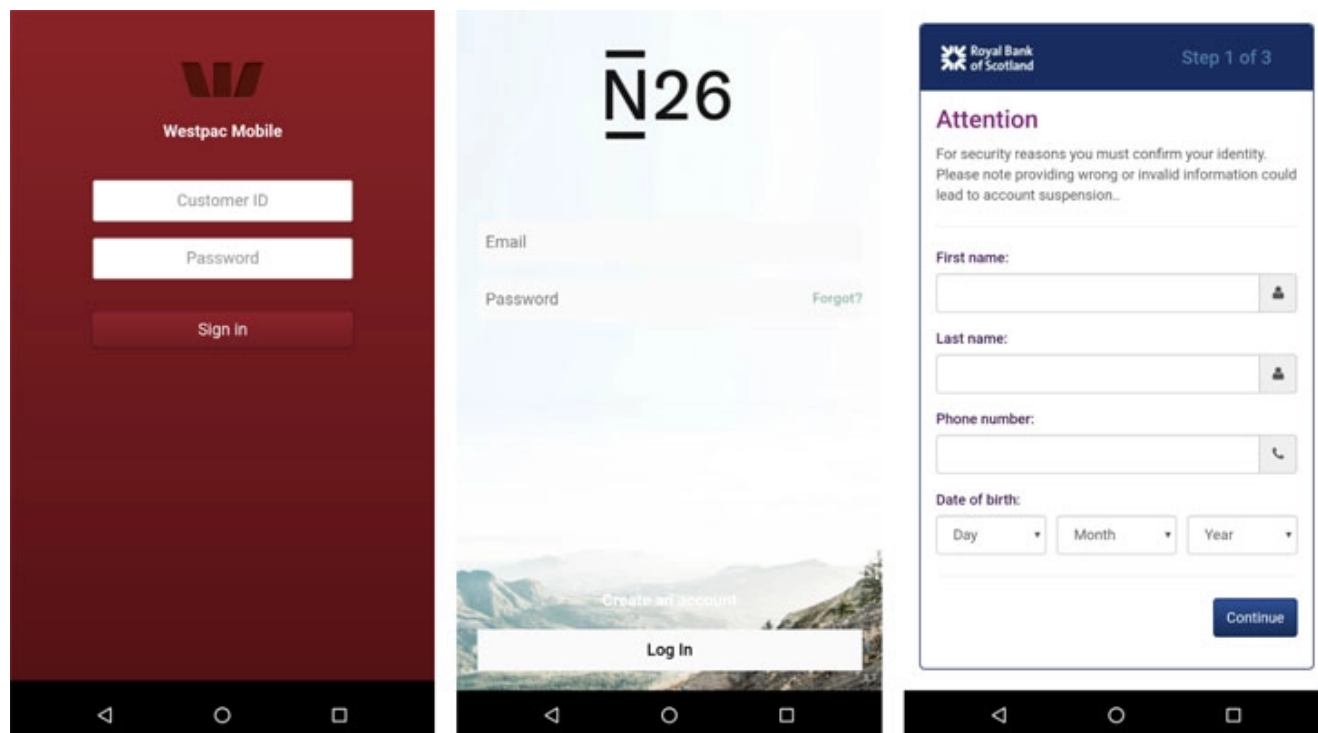 Westpac Mobile
Customer ID
Password
Sign in
N26
Email
Password Forgot?
Create an account
Log In
Royal Bank
of Scotland
Step 1 of 3
Attention
For security reasons you must confirm your identity.
Please note providing wrong or invalid information could
lead to account suspension..
First name:
Last name:
Phone number:
Date of birth:
Day Month Year
Continue